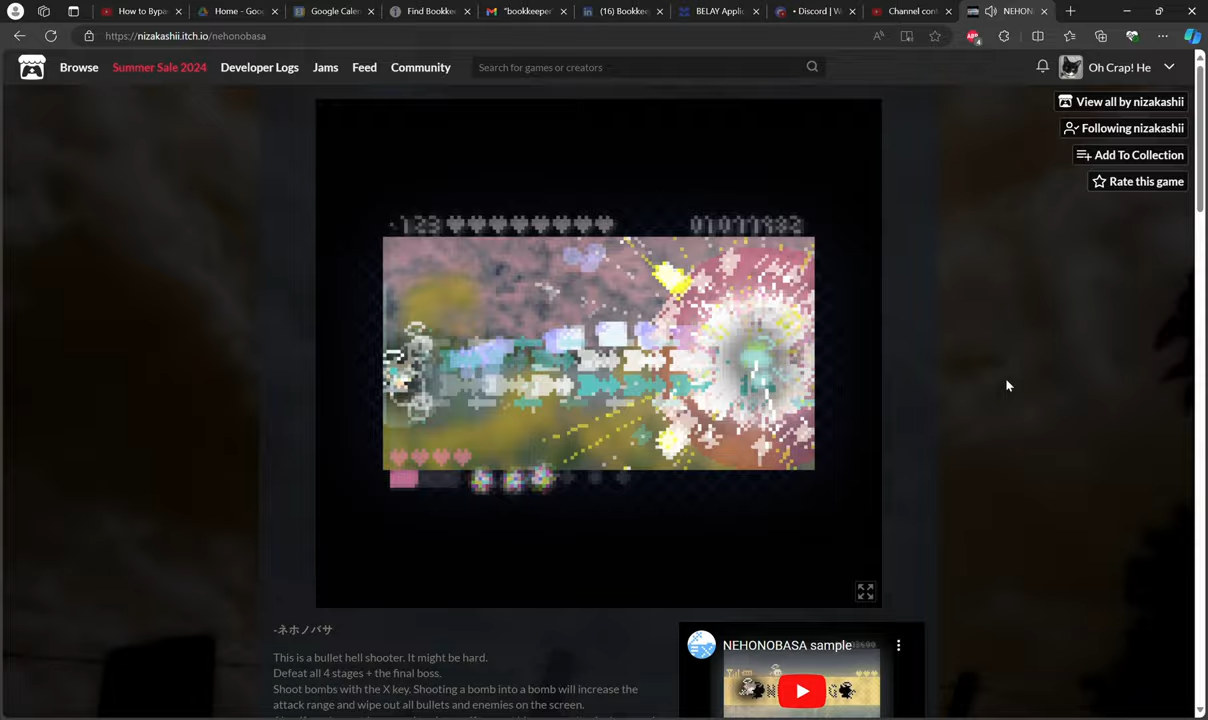 How to Bypa
Home - Goo
Google Cale
Find Bookke
"bookkeeper
(16) Bookke
BELAY Applic
• Discord | W
Channel cont
NEHON
https://nizakashii.itch.io/nehonobasa
Browse
Summer Sale 2024
Developer Logs
Jams
Feed
Community
Search for games or creators
Oh Crap! He
View all by nizakashii
Following nizakashii
Add To Collection
Rate this game
-ネホノバサ
This is a bullet hell shooter. It might be hard.
Defeat all 4 stages + the final boss.
Shoot bombs with the X key. Shooting a bomb into a bomb will increase the
attack range and wipe out all bullets and enemies on the screen.
NEHONOBASA sample